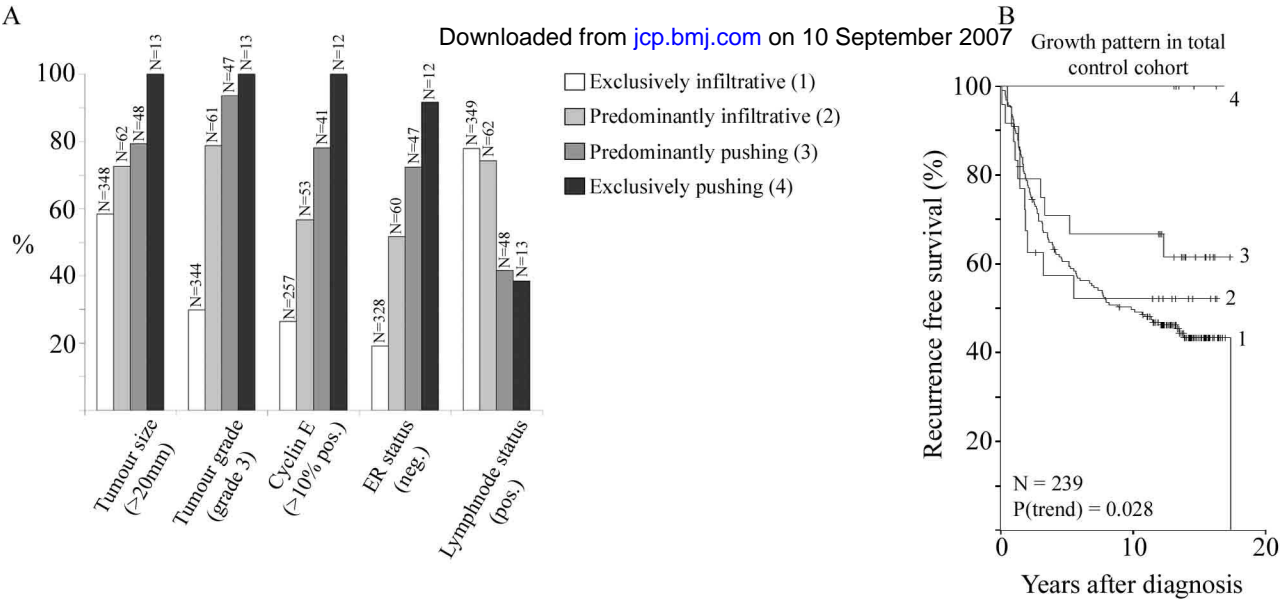 A
Downloaded from jcp.bmj.com on 10 September 2007
100
80
60
%
40
20
N=348
N=62
N=48
N=13
N=344
N=61
N=47
N=13
N=257
N=53
N=41
N=12
N=328
N=60
N=47
N=12
N=349
N=62
N=48
N=13
Tumour size
(>20mm)
Tumour grade
(grade 3)
Cyclin E
(>10% pos.)
ER status
(neg.)
Lymphnode status
(pos.)
Exclusively infiltrative (1)
Predominantly infiltrative (2)
Predominantly pushing (3)
Exclusively pushing (4)
B
Growth pattern in total
control cohort
Recurrence free survival (%)
100
80
60
40
20
4
3
2
1
N = 239
P(trend) = 0.028
0
10
20
Years after diagnosis